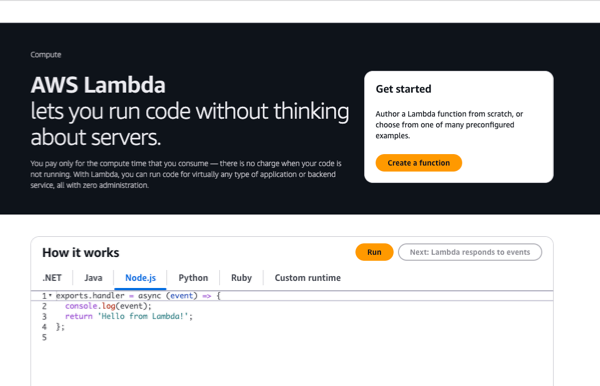 Compute
AWS Lambda
lets you run code without thinking
about servers.
You pay only for the compute time that you consume — there is no charge when your code is
not running. With Lambda, you can run code for virtually any type of application or backend
service, all with zero administration.
Get started
Author a Lambda function from scratch, or
choose from one of many preconfigured
examples.
Create a function
How it works
Run
Next: Lambda responds to events
.NET
Java
Node.js
Python
Ruby
Custom runtime
1 exports.handler = async (event) => {
2 console.log(event);
3 return 'Hello from Lambda!';
4 };
5